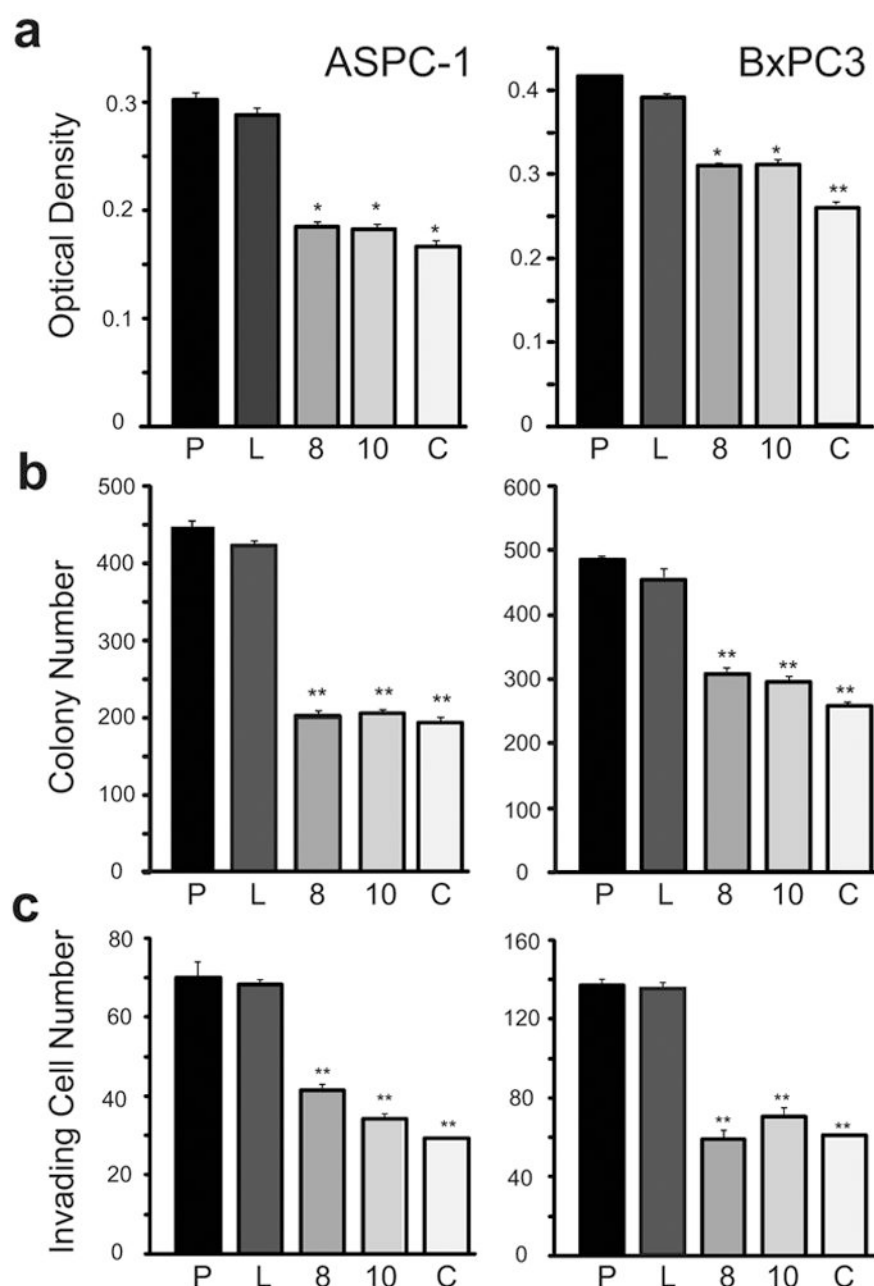 a
ASPC-1
BxPC3
Optical Density
0.3
0.2
0.1
0
* * *
P L 8 10 C
0.4
0.3
0.4
0.1
0
* * **
P L 8 10 C
b
Colony Number
500
400
300
200
100
0
** ** **
P L 8 10 C
600
500
400
300
200
100
0
** ** **
P L 8 10 C
c
Invading Cell Number
80
60
40
20
0
** ** **
P L 8 10 C
160
120
80
40
0
** ** **
P L 8 10 C